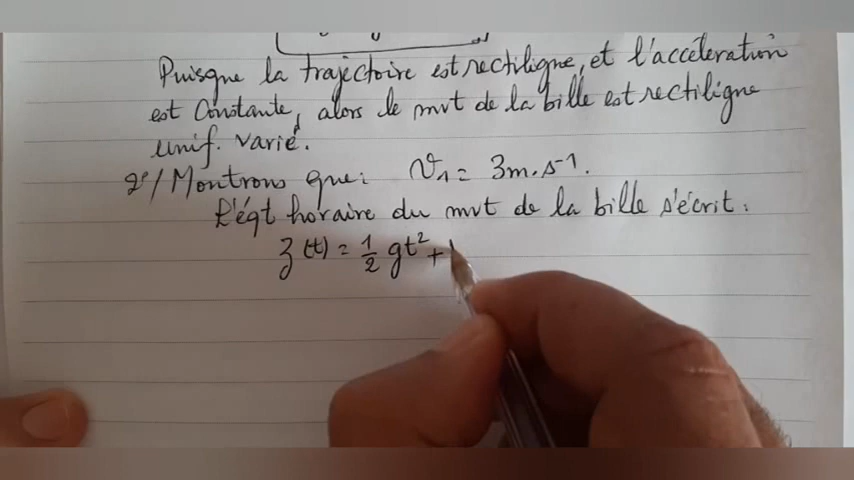 Puisque la trajectoire est rectiligne, et l'accéleration
est Constante, alors le mvt de la bille est rectiligne
unif. varié.
2°/ Montrons que: V₁ = 3m.s⁻¹.
L'éqt horaire du mvt de la bille s'écrit:
z(t) = 1/2 gt² +